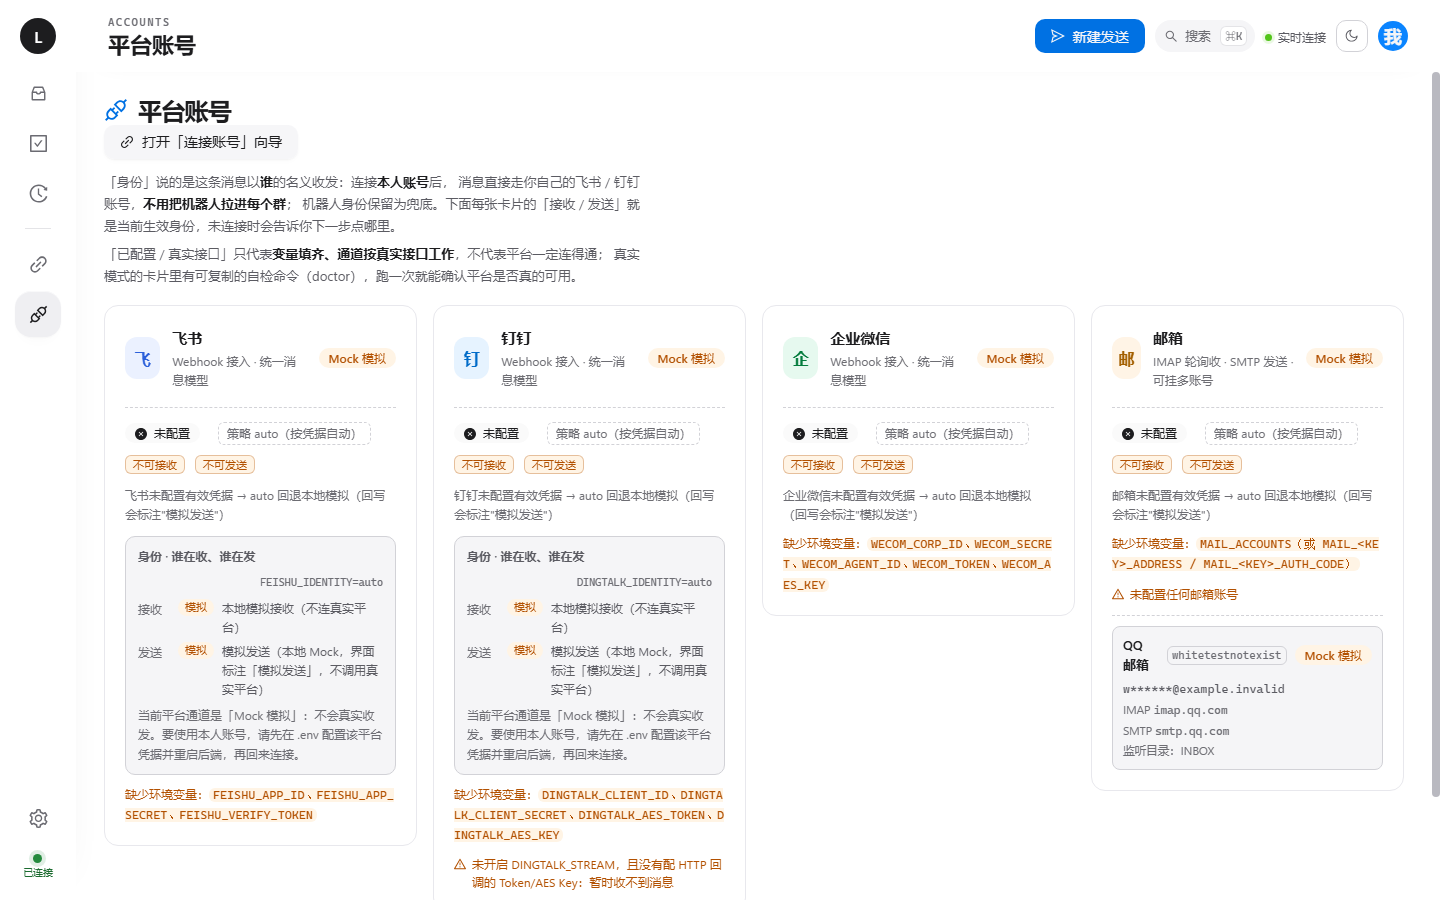 L
ACCOUNTS
平台账号
新建发送
搜索 ⌘K
实时连接
我
平台账号
打开「连接账号」向导
「身份」说的是这条消息以谁的名义收发：连接本人账号后， 消息直接走你自己的飞书 / 钉钉
账号，不用把机器人拉进每个群； 机器人身份保留为兜底。下面每张卡片的「接收 / 发送」就
是当前生效身份，未连接时会告诉你下一步点哪里。
「已配置 / 真实接口」只代表变量填齐、通道按真实接口工作，不代表平台一定连得通； 真实
模式的卡片里有可复制的自检命令（doctor），跑一次就能确认平台是否真的可用。
飞
飞书
Webhook 接入 · 统一消
息模型
Mock 模拟
未配置
策略 auto（按凭据自动）
不可接收 不可发送
飞书未配置有效凭据 → auto 回退本地模拟（回写
会标注"模拟发送"）
身份 · 谁在收、谁在发
FEISHU_IDENTITY=auto
接收 模拟 本地模拟接收（不连真实平
台）
发送 模拟 模拟发送（本地 Mock，界面
标注「模拟发送」，不调用真
实平台）
当前平台通道是「Mock 模拟」：不会真实收
发。要使用本人账号，请先在 .env 配置该平台
凭据并重启后端，再回来连接。
缺少环境变量： FEISHU_APP_ID、FEISHU_APP_
SECRET、FEISHU_VERIFY_TOKEN
钉
钉钉
Webhook 接入 · 统一消
息模型
Mock 模拟
未配置
策略 auto（按凭据自动）
不可接收 不可发送
钉钉未配置有效凭据 → auto 回退本地模拟（回写
会标注"模拟发送"）
身份 · 谁在收、谁在发
DINGTALK_IDENTITY=auto
接收 模拟 本地模拟接收（不连真实平
台）
发送 模拟 模拟发送（本地 Mock，界面
标注「模拟发送」，不调用真
实平台）
当前平台通道是「Mock 模拟」：不会真实收
发。要使用本人账号，请先在 .env 配置该平台
凭据并重启后端，再回来连接。
缺少环境变量： DINGTALK_CLIENT_ID、DINGTA
LK_CLIENT_SECRET、DINGTALK_AES_TOKEN、D
INGTALK_AES_KEY
未开启 DINGTALK_STREAM，且没有配 HTTP 回
调的 Token/AES Key：暂时收不到消息
企
企业微信
Webhook 接入 · 统一消
息模型
Mock 模拟
未配置
策略 auto（按凭据自动）
不可接收 不可发送
企业微信未配置有效凭据 → auto 回退本地模拟
（回写会标注"模拟发送"）
缺少环境变量： WECOM_CORP_ID、WECOM_SECRE
T、WECOM_AGENT_ID、WECOM_TOKEN、WECOM_A
ES_KEY
邮
邮箱
IMAP 轮询收 · SMTP 发送 ·
可挂多账号
Mock 模拟
未配置
策略 auto（按凭据自动）
不可接收 不可发送
邮箱未配置有效凭据 → auto 回退本地模拟（回写
会标注"模拟发送"）
缺少环境变量： MAIL_ACCOUNTS（或 MAIL_<KE
Y>_ADDRESS / MAIL_<KEY>_AUTH_CODE）
未配置任何邮箱账号
QQ
邮箱
whitetestnotexist
Mock 模拟
w******@example.invalid
IMAP imap.qq.com
SMTP smtp.qq.com
监听目录：INBOX
已连接